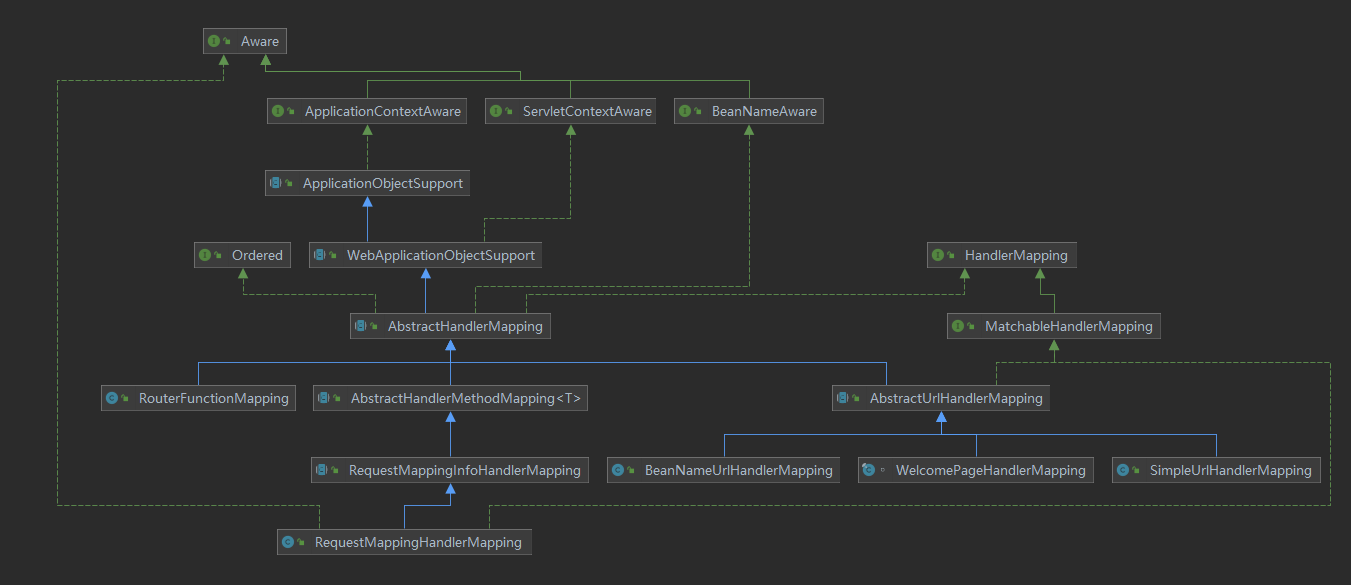 Aware
ApplicationContextAware
ServletContextAware
BeanNameAware
ApplicationObjectSupport
Ordered
WebApplicationObjectSupport
HandlerMapping
AbstractHandlerMapping
MatchableHandlerMapping
RouterFunctionMapping
AbstractHandlerMethodMapping<T>
AbstractUrlHandlerMapping
RequestMappingInfoHandlerMapping
BeanNameUrlHandlerMapping
WelcomePageHandlerMapping
SimpleUrlHandlerMapping
RequestMappingHandlerMapping